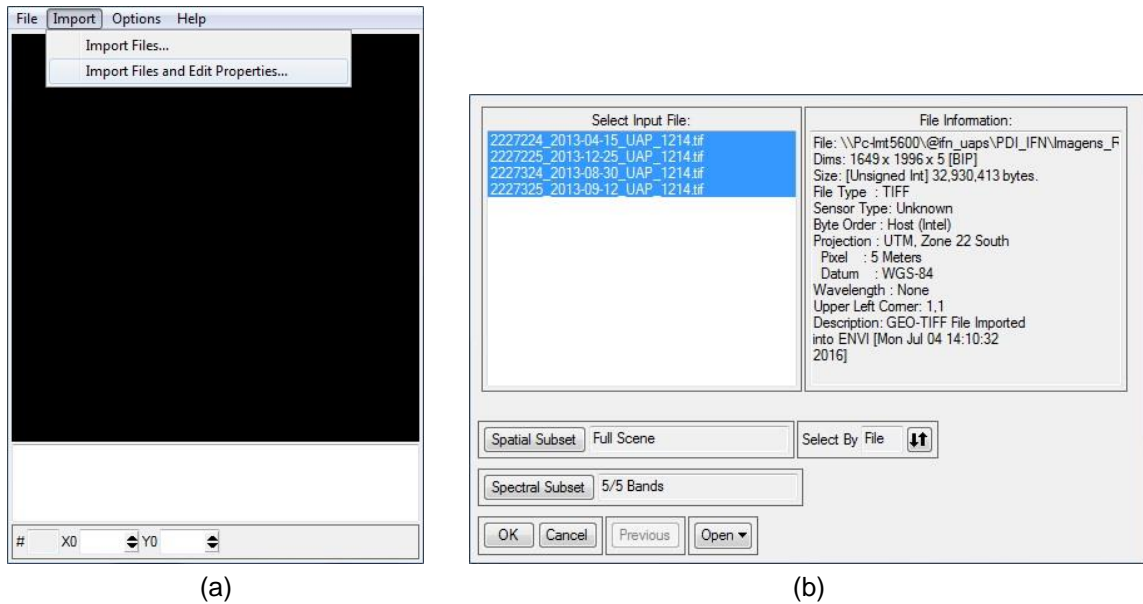 File Import Options Help
Import Files...
Import Files and Edit Properties...
# X0 Y0
(a)
Select Input File:
2227224_2013-04-15_UAP_1214.tif
2227225_2013-12-25_UAP_1214.tif
2227324_2013-08-30_UAP_1214.tif
2227325_2013-09-12_UAP_1214.tif
File Information:
File: \\Pc-Int5600\@ifn_uaps\PDI_IFN\Imagens_F
Dims: 1649 x 1996 x 5 [BIP]
Size: [Unsigned Int] 32,930,413 bytes.
File Type : TIFF
Sensor Type: Unknown
Byte Order : Host (Intel)
Projection : UTM, Zone 22 South
Pixel : 5 Meters
Datum : WGS-84
Wavelength : None
Upper Left Corner: 1,1
Description: GEO-TIFF File Imported
into ENVI [Mon Jul 04 14:10:32
2016]
Spatial Subset Full Scene
Select By File
Spectral Subset 5/5 Bands
OK Cancel Previous Open
(b)